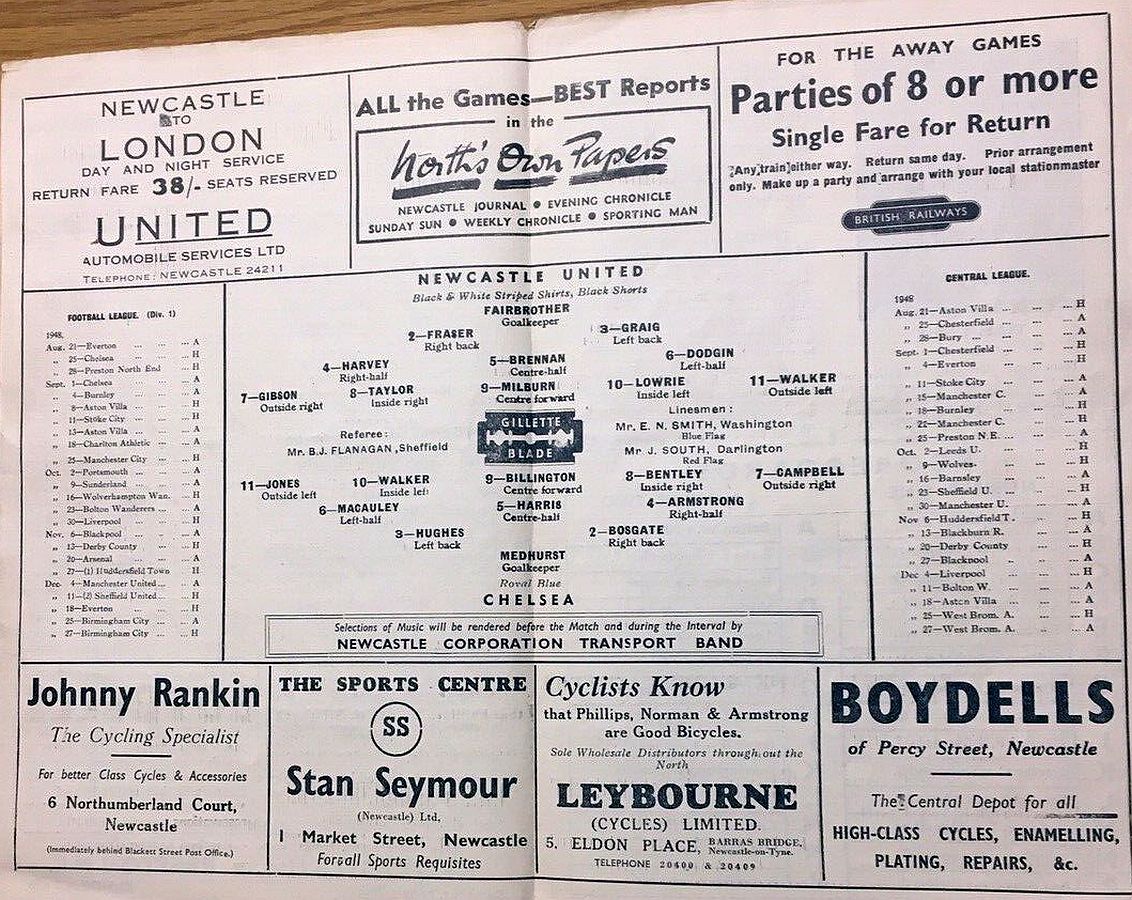 NEWCASTLE
TO
LONDON
DAY AND NIGHT SERVICE
RETURN FARE 38/- SEATS RESERVED
UNITED
AUTOMOBILE SERVICES LTD
TELEPHONE: NEWCASTLE 24211
ALL the Games—BEST Reports
in the
North's Own Papers
NEWCASTLE JOURNAL • EVENING CHRONICLE
SUNDAY SUN • WEEKLY CHRONICLE • SPORTING MAN
FOR THE AWAY GAMES
Parties of 8 or more
Single Fare for Return
Any train either way. Return same day. Prior arrangement
only. Make up a party and arrange with your local stationmaster
BRITISH RAILWAYS
FOOTBALL LEAGUE. (Div. 1)
1948.
Aug. 21—Everton ... ... ... A
„ 25—Chelsea ... ... ... H
„ 28—Preston North End ... H
Sept. 1—Chelsea ... ... ... A
„ 4—Burnley ... ... ... A
„ 8—Aston Villa ... ... ... H
„ 11—Stoke City ... ... ... H
„ 13—Aston Villa ... ... ... A
„ 18—Charlton Athletic ... ... A
„ 25—Manchester City ... ... H
Oct. 2—Portsmouth ... ... ... A
„ 9—Sunderland ... ... ... A
„ 16—Wolverhampton Wan. ... H
„ 23—Bolton Wanderers ... ... A
„ 30—Liverpool ... ... ... H
Nov. 6—Blackpool ... ... ... A
„ 13—Derby County ... ... H
„ 20—Arsenal ... ... ... A
„ 27—(1) Huddersfield Town H
Dec. 4—Manchester United ... ... A
„ 11—(2) Sheffield United ... ... H
„ 18—Everton ... ... ... H
„ 25—Birmingham City ... ... A
„ 27—Birmingham City ... ... H
NEWCASTLE UNITED
Black & White Striped Shirts, Black Shorts
FAIRBROTHER
Goalkeeper
2—FRASER 3—GRAIG
Right back Left back
4—HARVEY 5—BRENNAN 6—DODGIN
Right-half Centre-half Left-half
7—GIBSON 8—TAYLOR 9—MILBURN 10—LOWRIE 11—WALKER
Outside right Inside right Centre forward Inside left Outside left
Referee:
Mr. B.J. FLANAGAN, Sheffield
GILLETTE
BLADE
Linesmen:
Mr. E. N. SMITH, Washington
Blue Flag
Mr. J. SOUTH, Darlington
Red Flag
11—JONES 10—WALKER 9—BILLINGTON 8—BENTLEY 7—CAMPBELL
Outside left Inside left Centre forward Inside right Outside right
6—MACAULEY 5—HARRIS 4—ARMSTRONG
Left-half Centre-half Right-half
3—HUGHES 2—BOSGATE
Left back Right back
MEDHURST
Goalkeeper
Royal Blue
CHELSEA
Selections of Music will be rendered before the Match and during the Interval by
NEWCASTLE CORPORATION TRANSPORT BAND
CENTRAL LEAGUE.
1948
Aug. 21—Aston Villa ... ... ... H
„ 25—Chesterfield ... ... ... A
„ 28—Bury ... ... ... A
Sept. 1—Chesterfield ... ... ... H
„ 4—Everton ... ... ... H
„ 11—Stoke City ... ... ... A
„ 15—Manchester C. ... ... A
„ 18—Burnley ... ... ... H
„ 21—Manchester C. ... ... H
„ 25—Preston N.E. ... ... A
Oct. 2—Leeds U. ... ... ... H
„ 9—Wolves ... ... ... H
„ 16—Barnsley ... ... ... A
„ 23—Sheffield U. ... ... H
„ 30—Manchester U. ... ... A
Nov 6—Huddersfield T. ... ... H
„ 13—Blackburn R. ... ... A
„ 20—Derby County ... ... H
„ 27—Blackpool ... ... ... A
Dec 4—Liverpool ... ... ... H
„ 11—Bolton W. ... ... ... A
„ 18—Aston Villa ... ... ... A
„ 25—West Brom. A. ... ... H
„ 27—West Brom. A. ... ... A
Johnny Rankin
The Cycling Specialist
For better Class Cycles & Accessories
6 Northumberland Court,
Newcastle
(Immediately behind Blackett Street Post Office.)
THE SPORTS CENTRE
SS
Stan Seymour
(Newcastle) Ltd,
1 Market Street, Newcastle
For all Sports Requisites
Cyclists Know
that Phillips, Norman & Armstrong
are Good Bicycles.
Sole Wholesale Distributors throughout the
North
LEYBOURNE
(CYCLES) LIMITED.
5, ELDON PLACE, BARRAS BRIDGE,
Newcastle-on-Tyne.
TELEPHONE 20400 & 20409
BOYDELLS
of Percy Street, Newcastle
The Central Depot for all
HIGH-CLASS CYCLES, ENAMELLING,
PLATING, REPAIRS, &c.